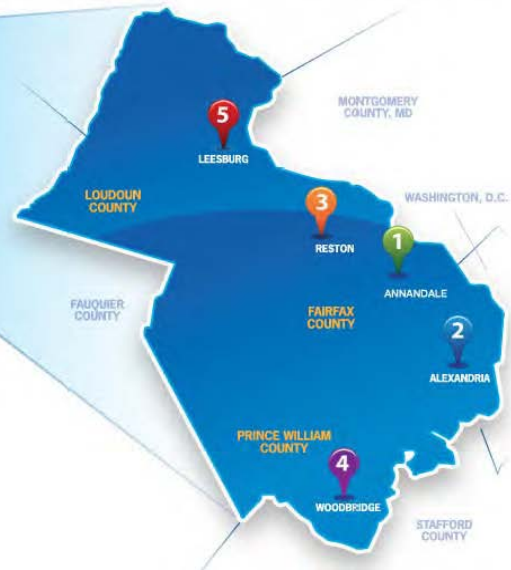 MONTGOMERY
COUNTY, MD
5
LEESBURG
LOUDOUN
COUNTY
3
WASHINGTON, D.C.
RESTON
1
ANNANDALE
FAUQUIER
COUNTY
FAIRFAX
COUNTY
2
ALEXANDRIA
PRINCE WILLIAM
COUNTY
4
WOODBRIDGE
STAFFORD
COUNTY